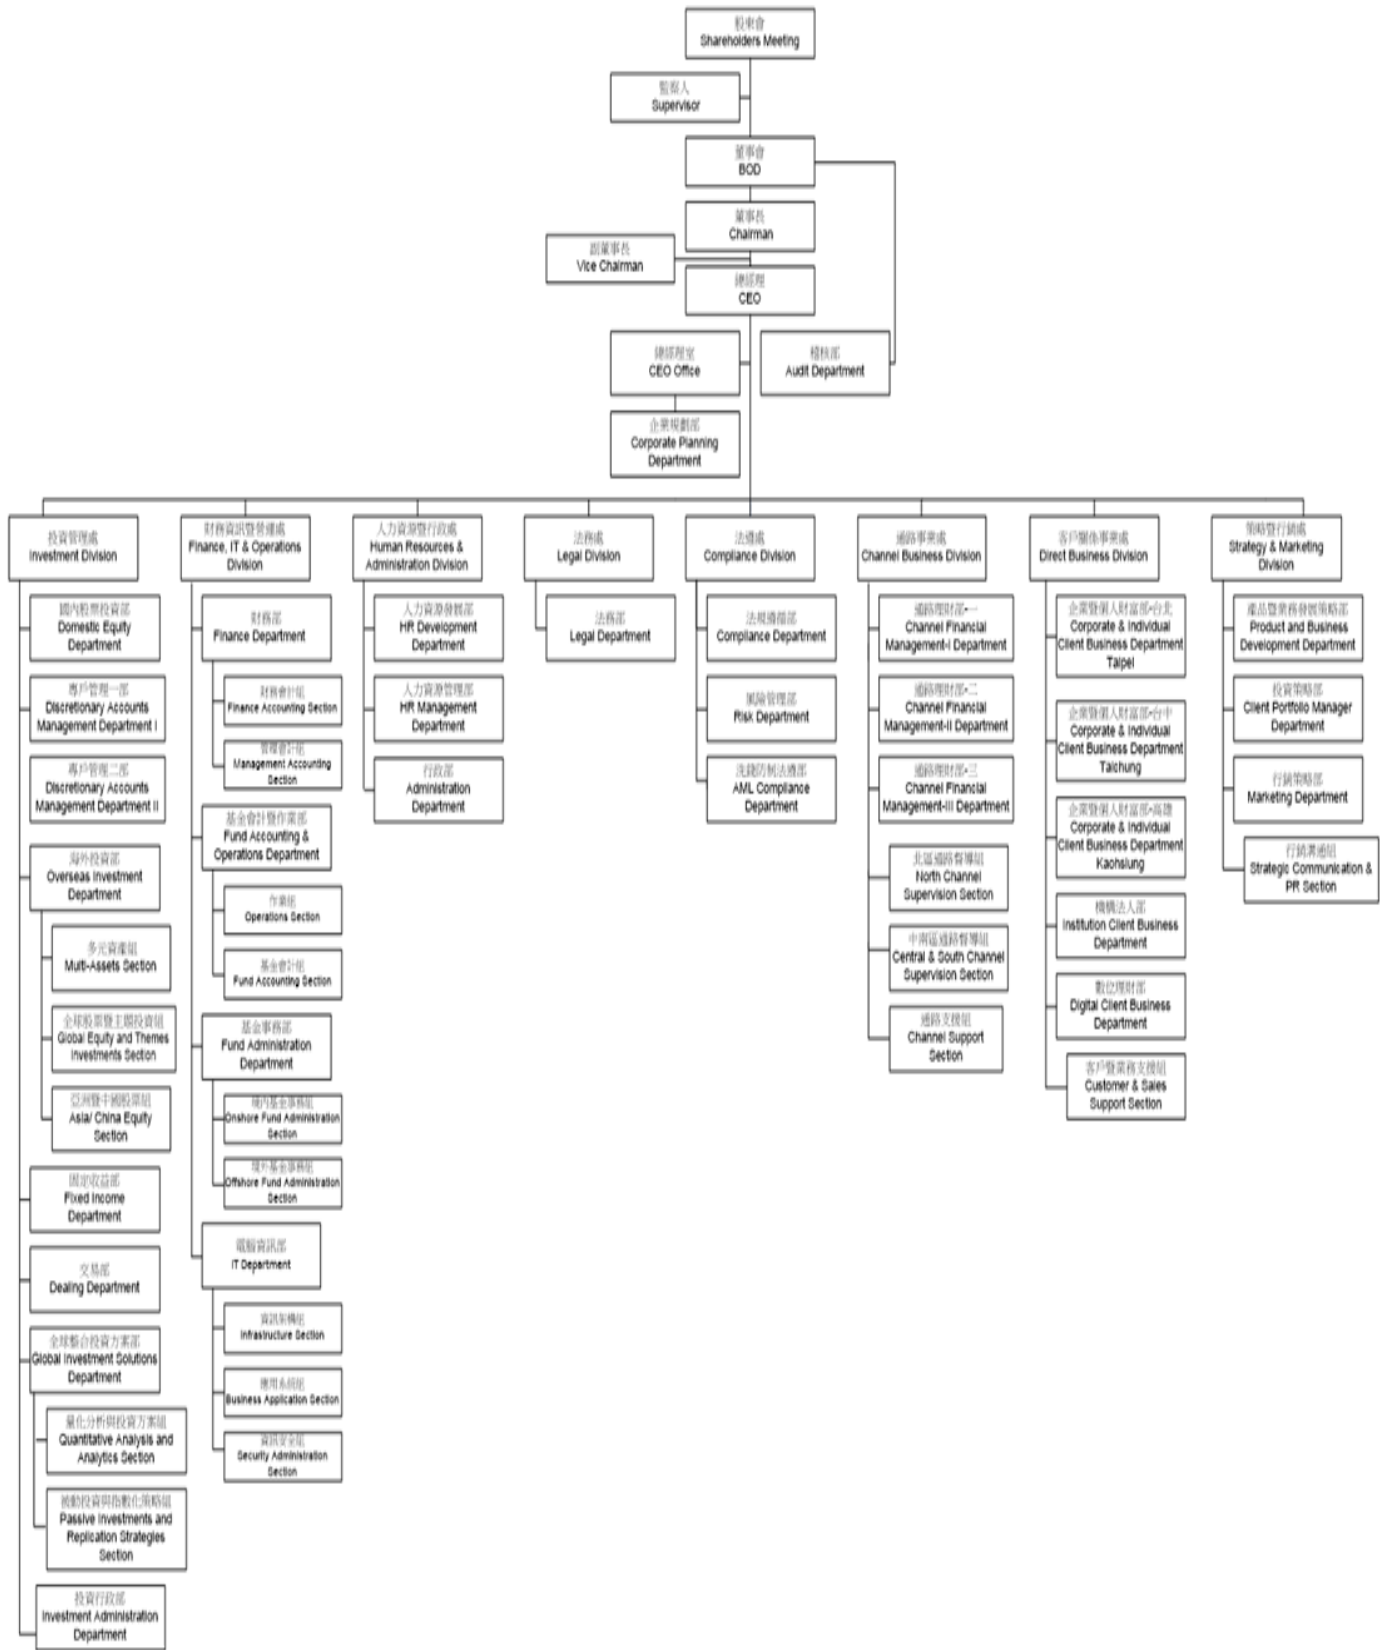 股東會
Shareholders Meeting
監察人
Supervisor
董事會
BOD
董事長
Chairman
副董事長
Vice Chairman
總經理
CEO
總經理室
CEO Office
稽核部
Audit Department
企業規劃部
Corporate Planning
Department
投資管理處
Investment Division
國內股票投資部
Domestic Equity
Department
專戶管理一部
Discretionary Accounts
Management Department I
專戶管理二部
Discretionary Accounts
Management Department II
海外投資部
Overseas Investment
Department
多元資產組
Multi-Assets Section
全球股票暨主題投資組
Global Equity and Themes
Investments Section
亞洲暨中國股票組
Asia/ China Equity
Section
固定收益部
Fixed Income
Department
交易部
Dealing Department
全球整合投資方案部
Global Investment Solutions
Department
量化分析與投資方案組
Quantitative Analysis and
Analytics Section
被動投資與指數化策略組
Passive Investments and
Replication Strategies
Section
投資行政部
Investment Administration
Department
財務資訊暨營運處
Finance, IT & Operations
Division
財務部
Finance Department
財務會計組
Finance Accounting Section
管理會計組
Management Accounting
Section
基金會計暨作業部
Fund Accounting &
Operations Department
作業組
Operations Section
基金會計組
Fund Accounting Section
基金事務部
Fund Administration
Department
境內基金事務組
Onshore Fund Administration
Section
境外基金事務組
Offshore Fund Administration
Section
電腦資訊部
IT Department
資訊架構組
Infrastructure Section
應用系統組
Business Application Section
資訊安全組
Security Administration
Section
人力資源暨行政處
Human Resources &
Administration Division
人力資源發展部
HR Development
Department
人力資源管理部
HR Management
Department
行政部
Administration
Department
法務處
Legal Division
法務部
Legal Department
法遵處
Compliance Division
法規遵循部
Compliance Department
風險管理部
Risk Department
洗錢防制法遵部
AML Compliance
Department
通路事業處
Channel Business Division
通路理財部-一
Channel Financial
Management-I Department
通路理財部-二
Channel Financial
Management-II Department
通路理財部-三
Channel Financial
Management-III Department
北區通路督導組
North Channel
Supervision Section
中南區通路督導組
Central & South Channel
Supervision Section
通路支援組
Channel Support
Section
客戶關係事業處
Direct Business Division
企業暨個人財富部-台北
Corporate & Individual
Client Business Department
Taipei
企業暨個人財富部-台中
Corporate & Individual
Client Business Department
Taichung
企業暨個人財富部-高雄
Corporate & Individual
Client Business Department
Kaohsiung
機構法人部
Institution Client Business
Department
數位理財部
Digital Client Business
Department
客戶暨業務支援組
Customer & Sales
Support Section
策略暨行銷處
Strategy & Marketing
Division
產品暨業務發展策略部
Product and Business
Development Department
投資策略部
Client Portfolio Manager
Department
行銷策略部
Marketing Department
行銷溝通組
Strategic Communication &
PR Section